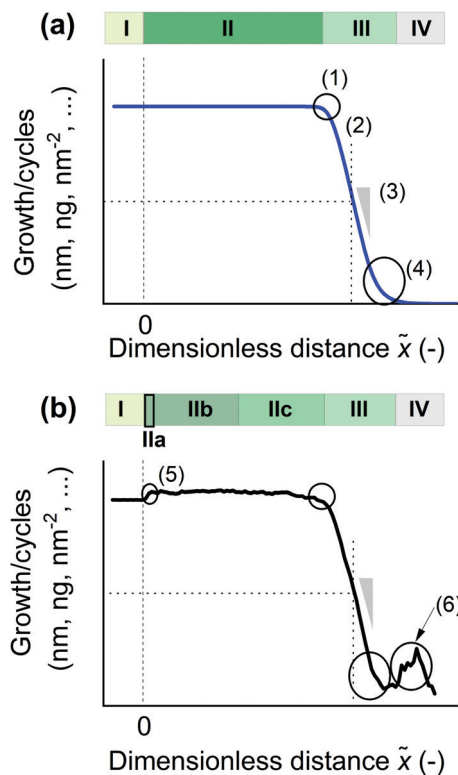 (a)
I II III IV
(1)
(2)
(3)
(4)
Growth/cycles
(nm, ng, nm⁻², ...)
0
Dimensionless distance x̃ (-)
(b)
I IIb IIc III IV
IIa
(5)
(6)
Growth/cycles
(nm, ng, nm⁻², ...)
0
Dimensionless distance x̃ (-)